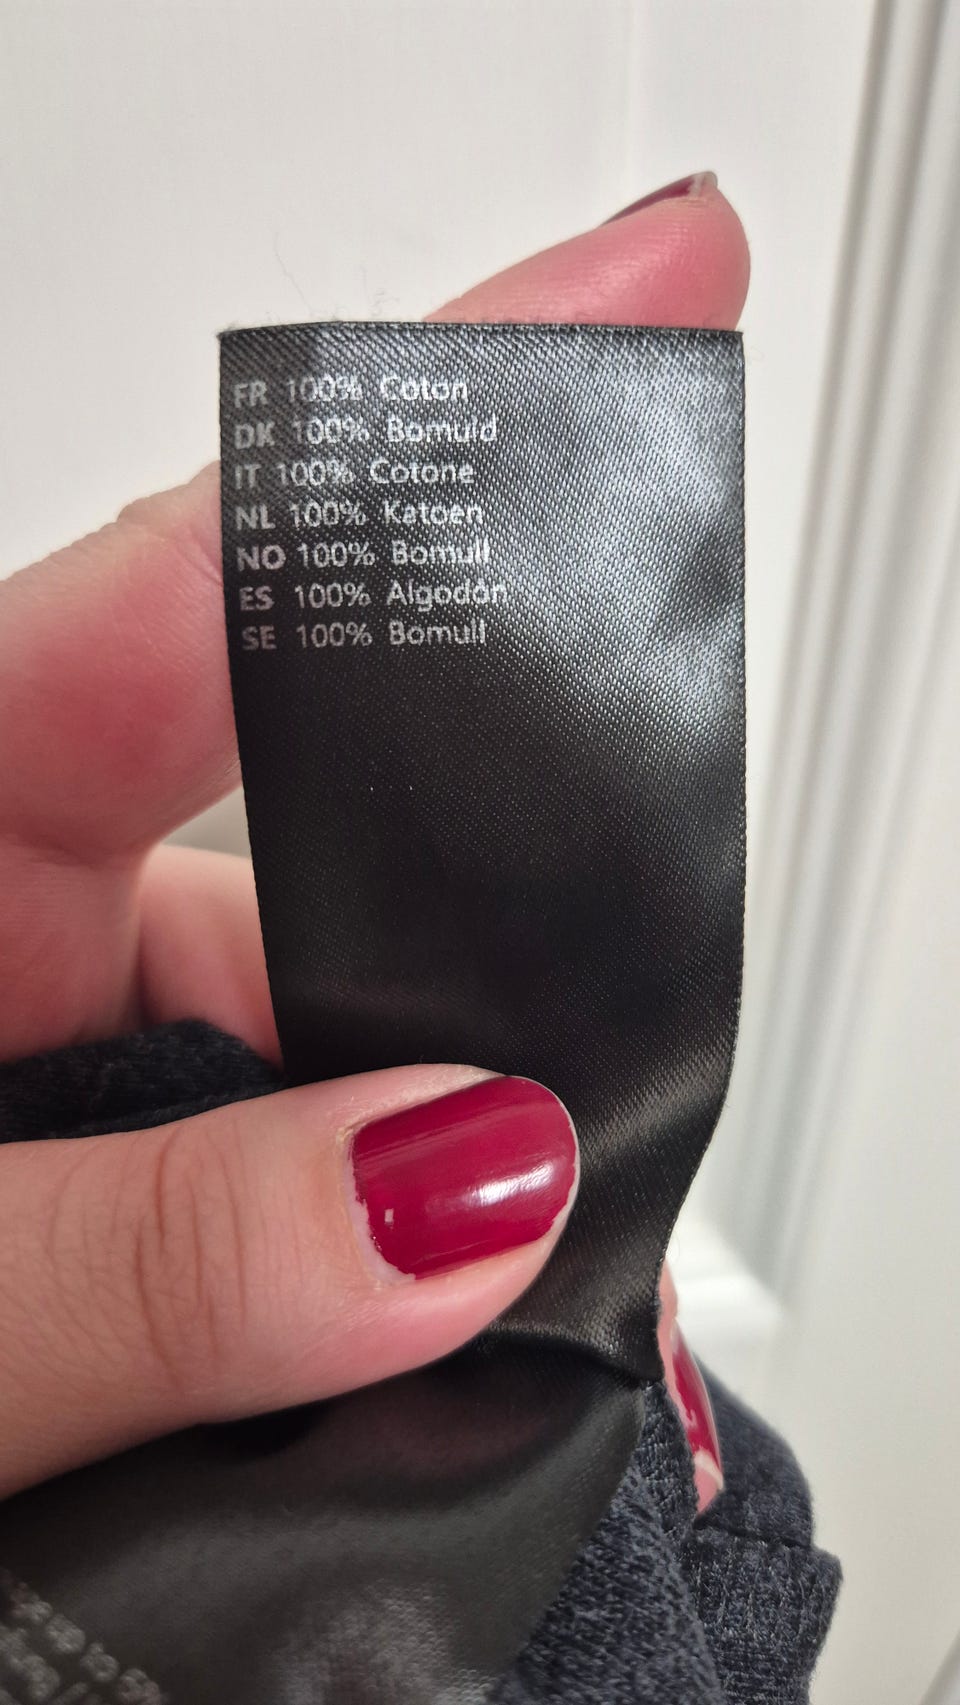 FR 100% Coton
DK 100% Bomuld
IT 100% Cotone
NL 100% Katoen
NO 100% Bomull
ES 100% Algodón
SE 100% Bomull